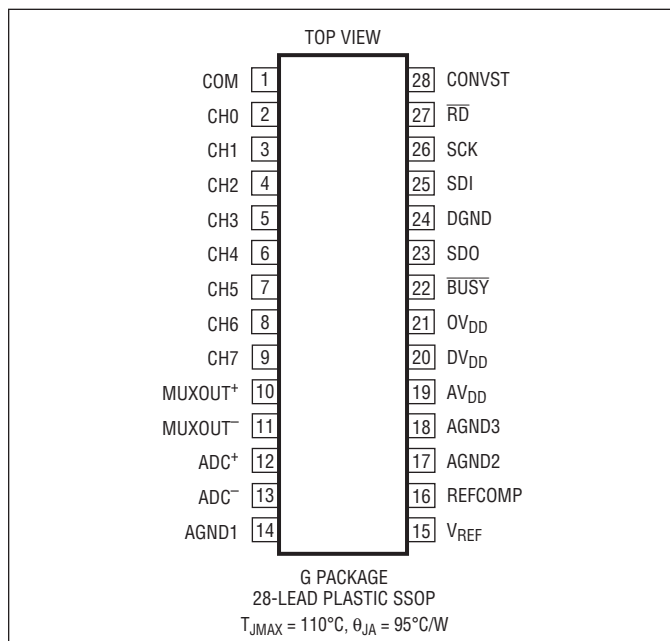 TOP VIEW
COM 1 28 CONVST
CH0 2 27 RD
CH1 3 26 SCK
CH2 4 25 SDI
CH3 5 24 DGND
CH4 6 23 SDO
CH5 7 22 BUSY
CH6 8 21 OVDD
CH7 9 20 DVDD
MUXOUT+ 10 19 AVDD
MUXOUT– 11 18 AGND3
ADC+ 12 17 AGND2
ADC– 13 16 REFCOMP
AGND1 14 15 VREF
G PACKAGE
28-LEAD PLASTIC SSOP
TJMAX = 110°C, θJA = 95°C/W